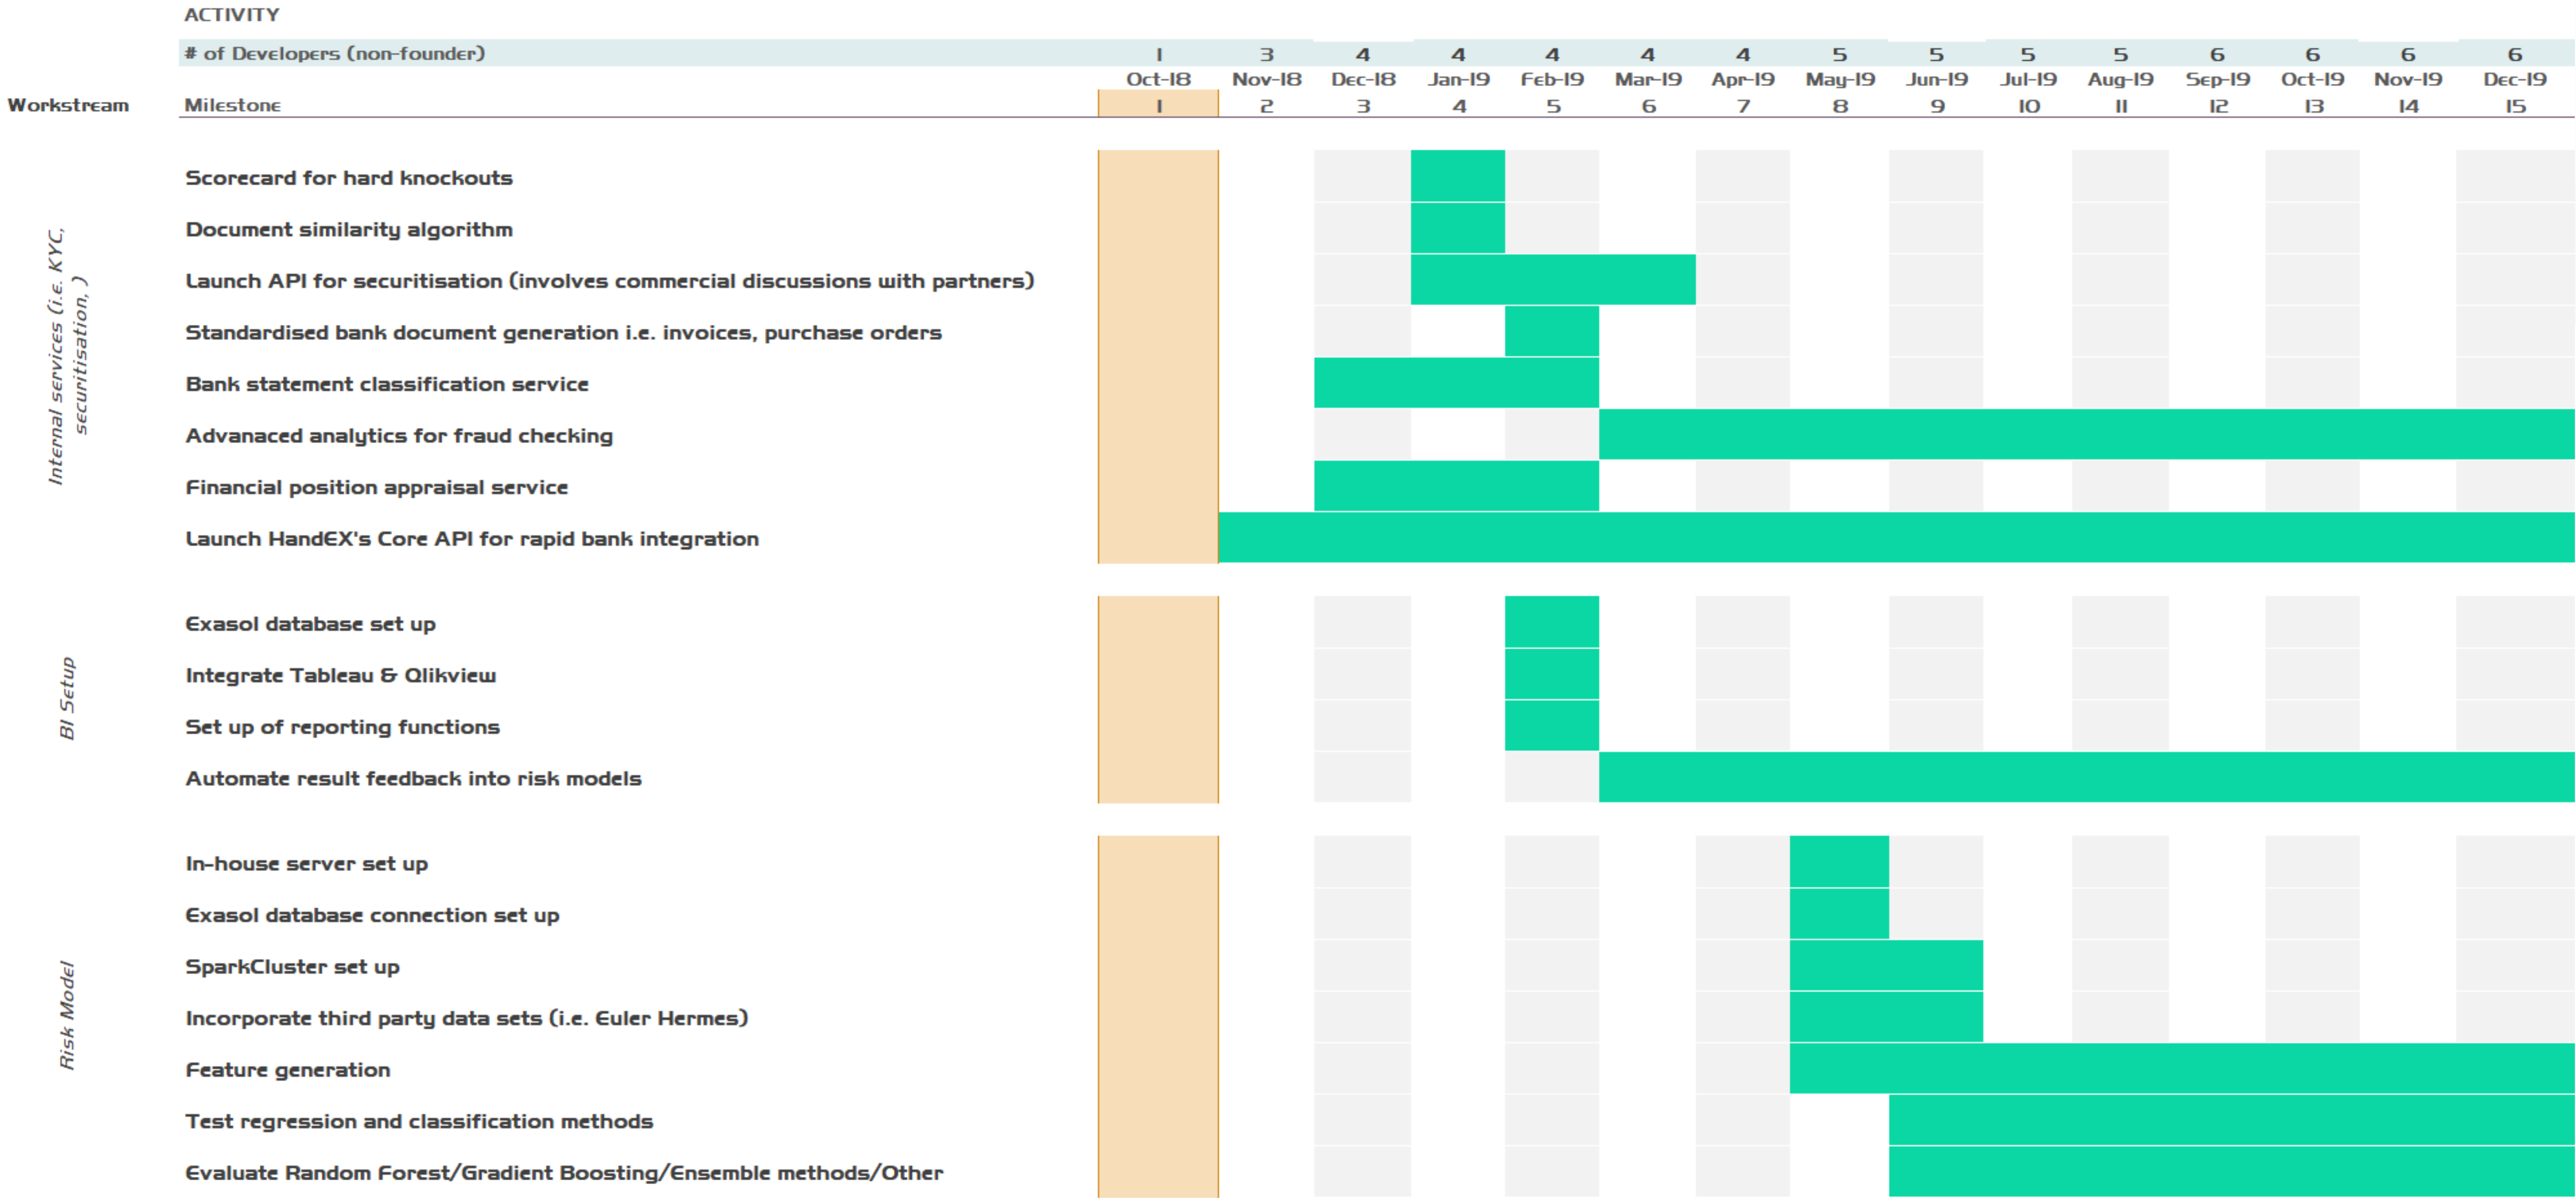 ACTIVITY
# of Developers (non-founder) 1 3 4 4 4 4 4 5 5 5 5 6 6 6 6
Oct-18 Nov-18 Dec-18 Jan-19 Feb-19 Mar-19 Apr-19 May-19 Jun-19 Jul-19 Aug-19 Sep-19 Oct-19 Nov-19 Dec-19
Workstream Milestone 1 2 3 4 5 6 7 8 9 10 11 12 13 14 15
Internal services (i.e. KYC,
securitisation, )
Scorecard for hard knockouts
Document similarity algorithm
Launch API for securitisation (involves commercial discussions with partners)
Standardised bank document generation i.e. invoices, purchase orders
Bank statement classification service
Advanaced analytics for fraud checking
Financial position appraisal service
Launch HandEX's Core API for rapid bank integration
BI Setup
Exasol database set up
Integrate Tableau & Qlikview
Set up of reporting functions
Automate result feedback into risk models
Risk Model
In-house server set up
Exasol database connection set up
SparkCluster set up
Incorporate third party data sets (i.e. Euler Hermes)
Feature generation
Test regression and classification methods
Evaluate Random Forest/Gradient Boosting/Ensemble methods/Other